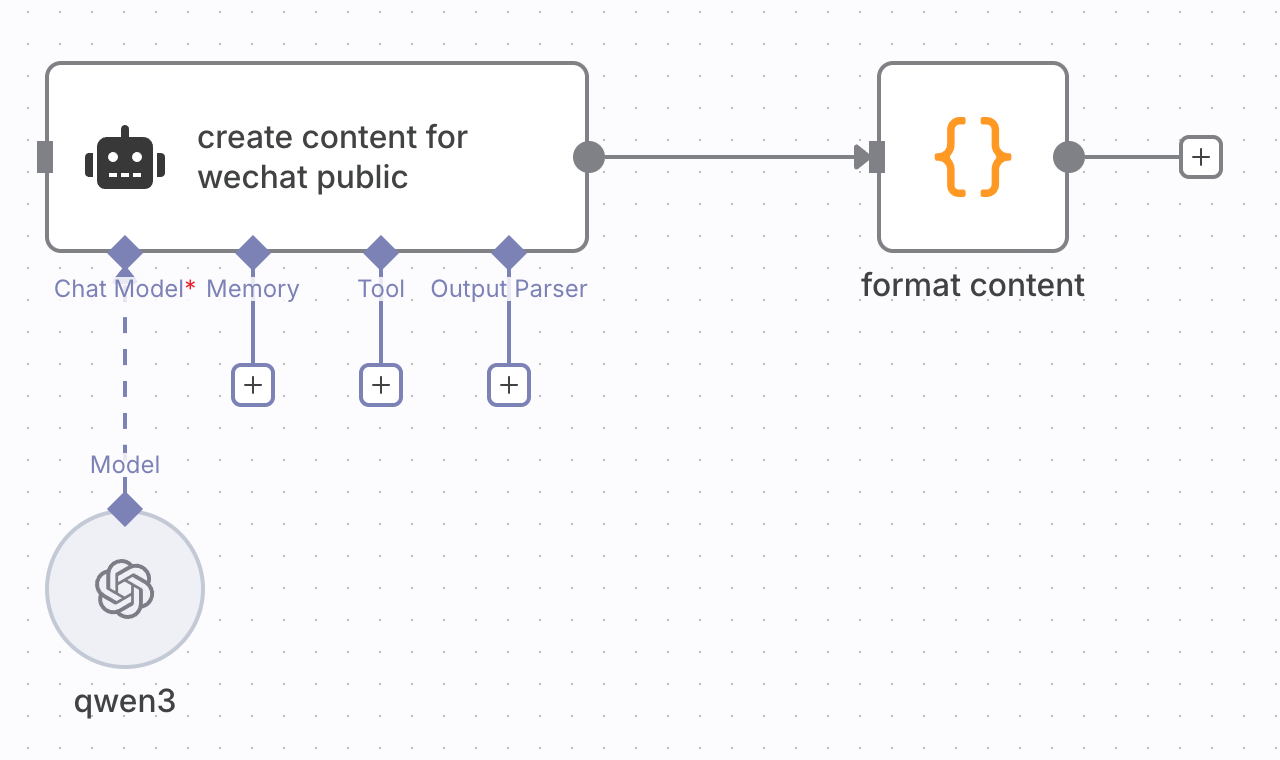 create content for
wechat public
Chat Model*
Memory
Tool
Output Parser
format content
Model
qwen3